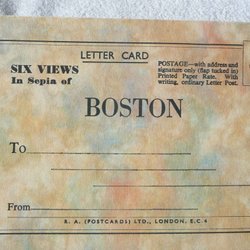 LETTER CARD
SIX VIEWS
In Sepia of
POSTAGE—with address and
signature only (flap tucked in)
Printed Paper Rate. With
writing, ordinary Letter Post.
BOSTON
To
From
R. A. (POSTCARDS) LTD., LONDON, E.C.4